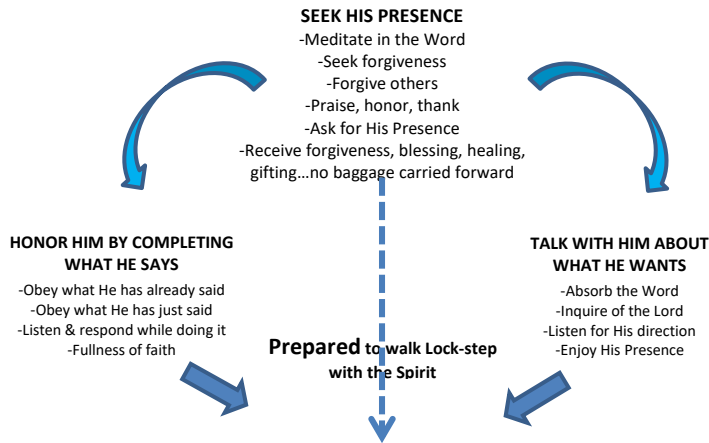 SEEK HIS PRESENCE
-Meditate in the Word
-Seek forgiveness
-Forgive others
-Praise, honor, thank
-Ask for His Presence
-Receive forgiveness, blessing, healing,
gifting...no baggage carried forward
HONOR HIM BY COMPLETING
WHAT HE SAYS
-Obey what He has already said
-Obey what He has just said
-Listen & respond while doing it
-Fullness of faith
TALK WITH HIM ABOUT
WHAT HE WANTS
-Absorb the Word
-Inquire of the Lord
-Listen for His direction
-Enjoy His Presence
Prepared to walk Lock-step
with the Spirit